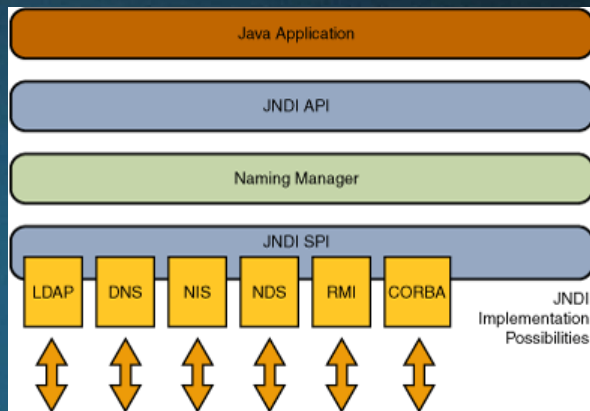 Java Application
JNDI API
Naming Manager
JNDI SPI
LDAP DNS NIS NDS RMI CORBA
JNDI
Implementation
Possibilities